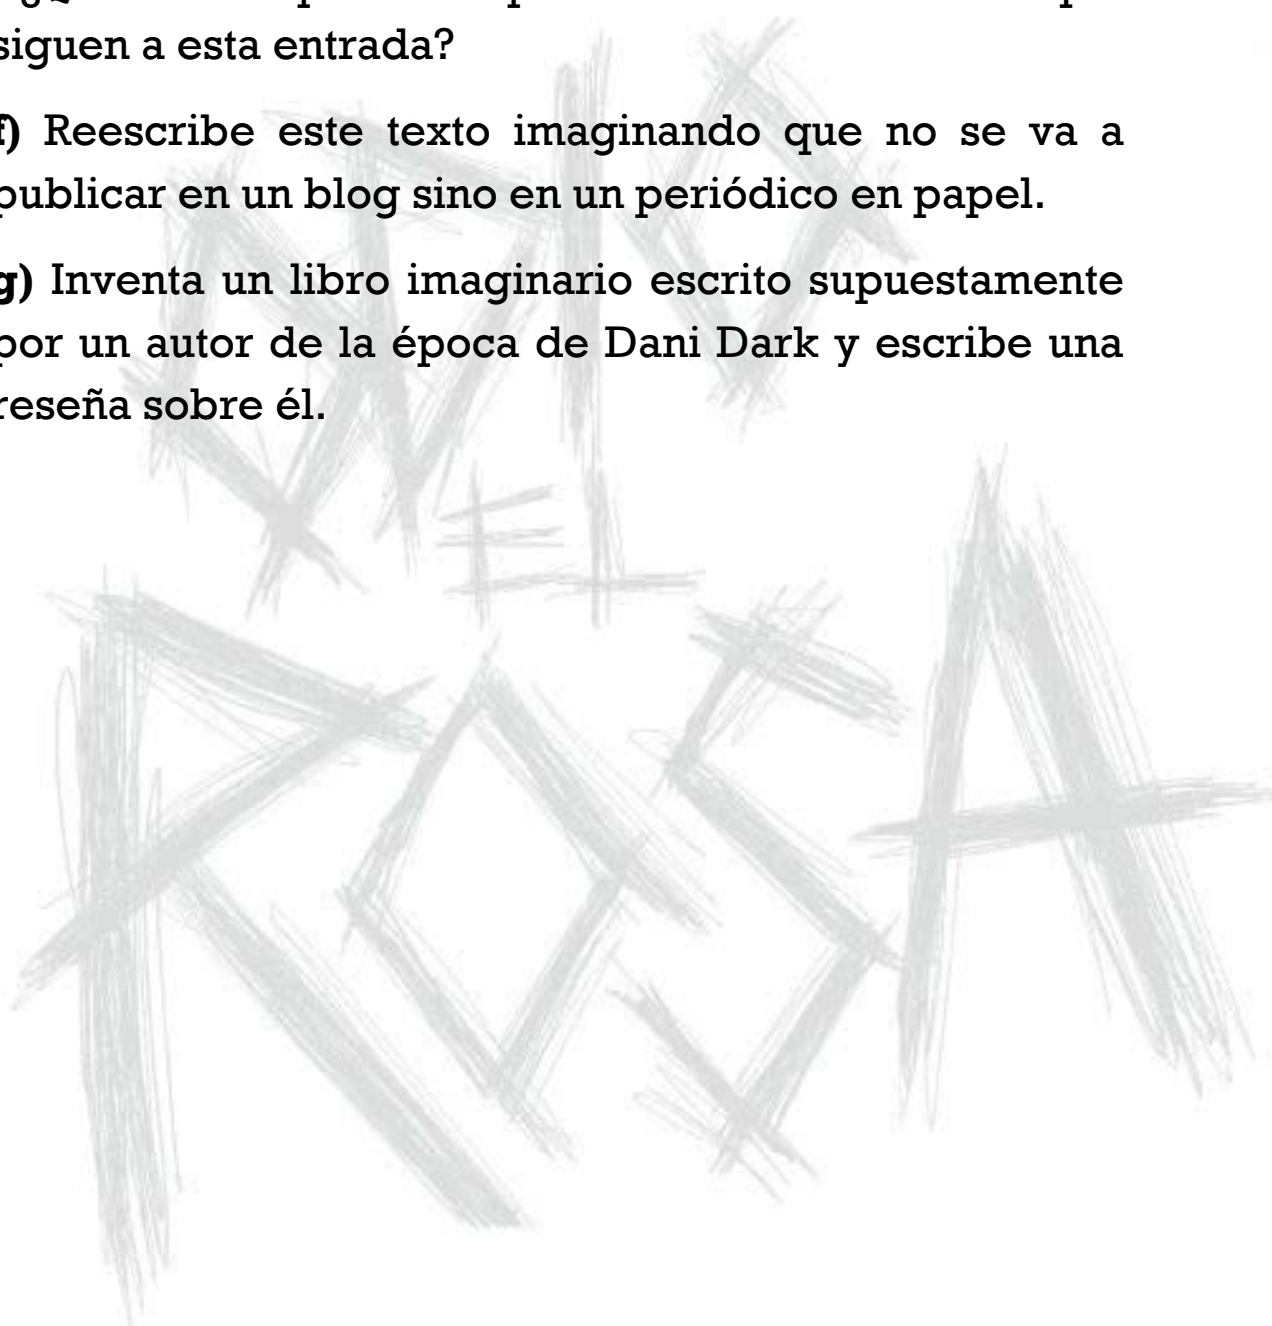 siguen a esta entrada?
f) Reescribe este texto imaginando que no se va a
publicar en un blog sino en un periódico en papel.
g) Inventa un libro imaginario escrito supuestamente
por un autor de la época de Dani Dark y escribe una
reseña sobre él.
ODIO
EL
ROSA